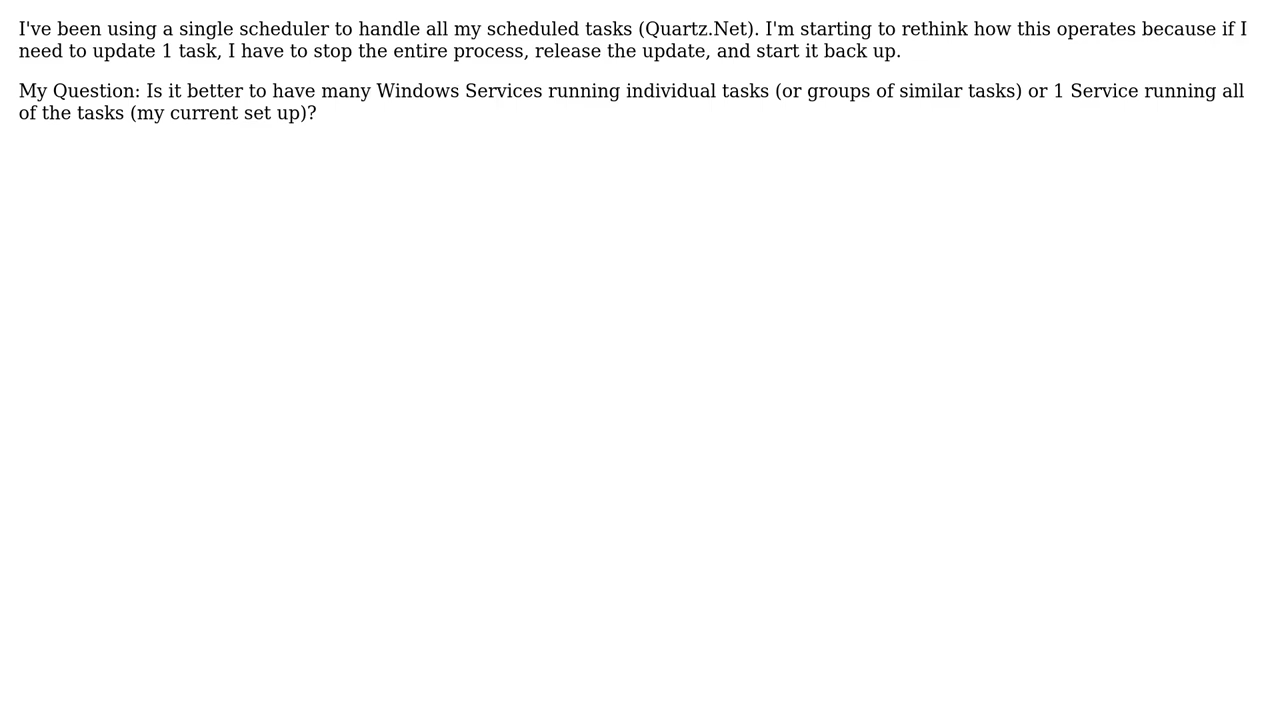 I've been using a single scheduler to handle all my scheduled tasks (Quartz.Net). I'm starting to rethink how this operates because if I
need to update 1 task, I have to stop the entire process, release the update, and start it back up.
My Question: Is it better to have many Windows Services running individual tasks (or groups of similar tasks) or 1 Service running all
of the tasks (my current set up)?